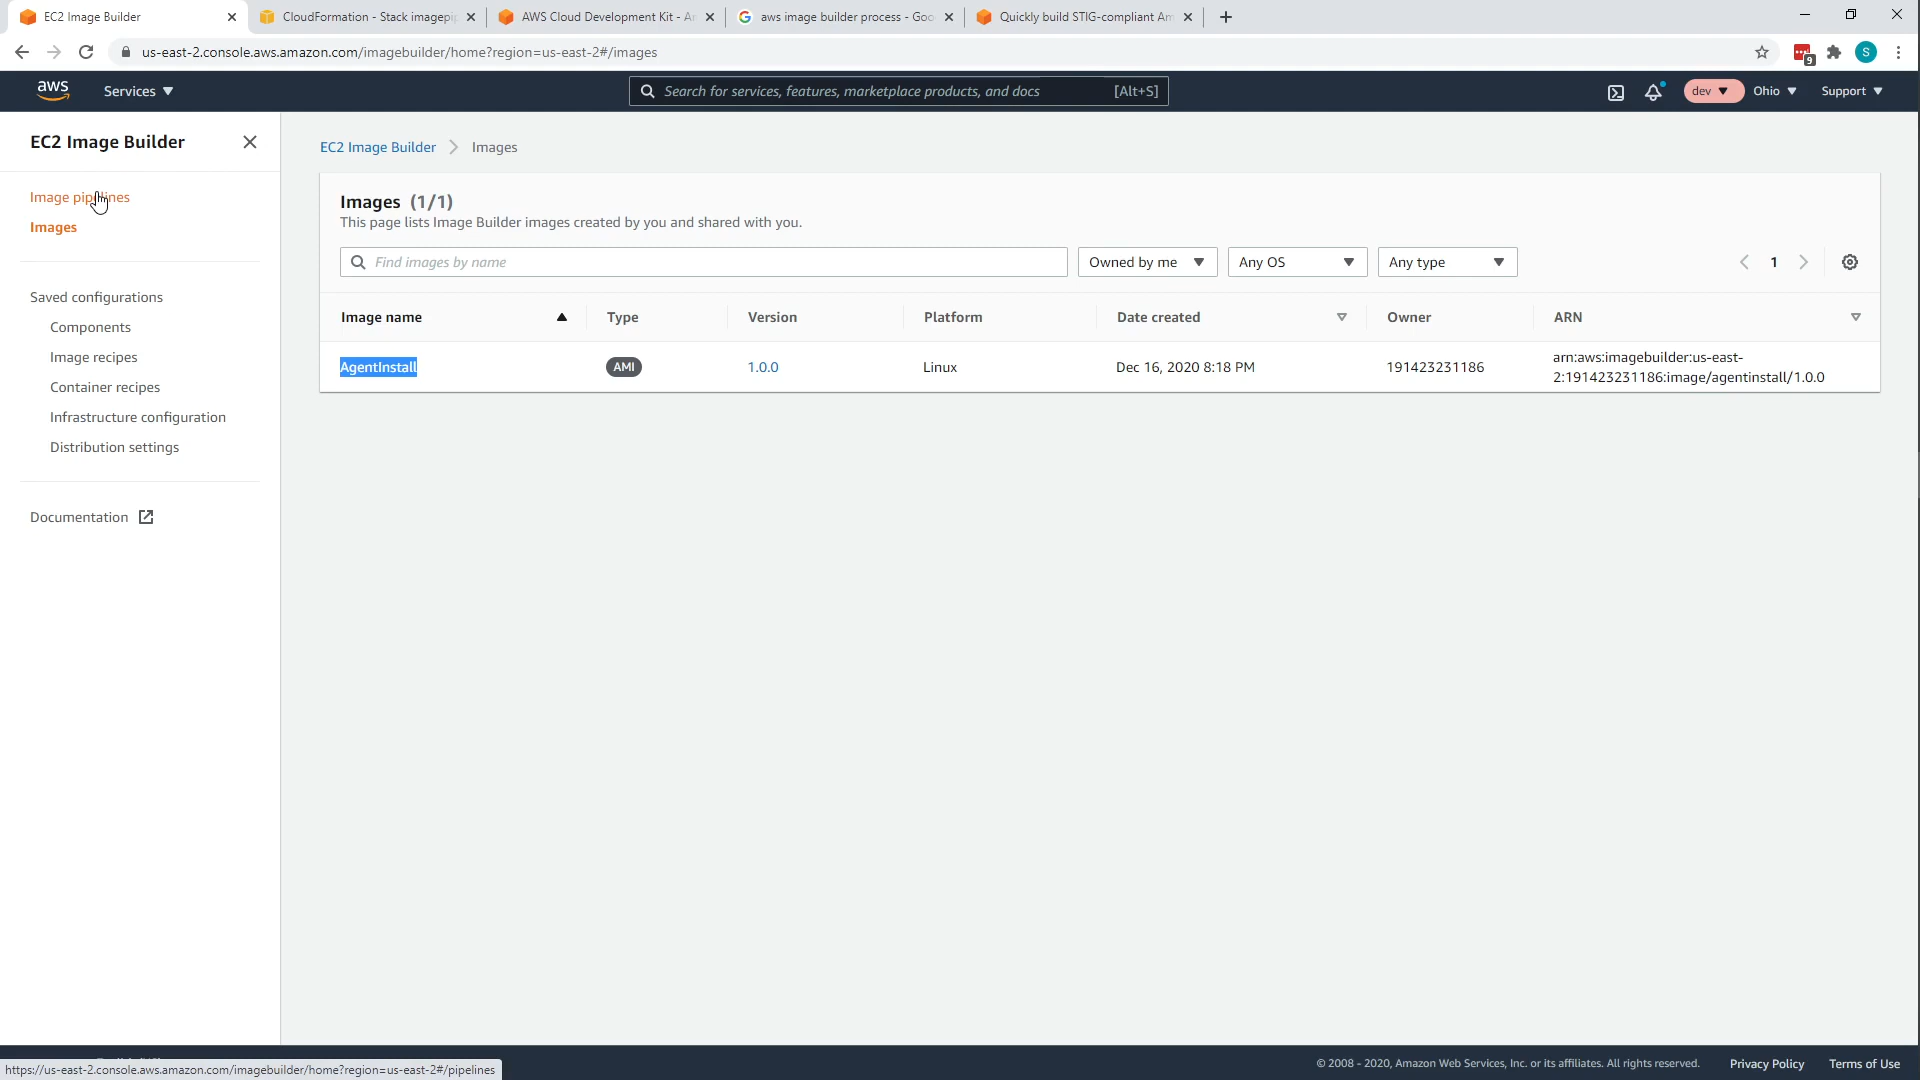 EC2 Image Builder
CloudFormation - Stack imagepip
AWS Cloud Development Kit - A
aws image builder process - Goo
Quickly build STIG-compliant Am
us-east-2.console.aws.amazon.com/imagebuilder/home?region=us-east-2#/images
9
S
aws
Services
Search for services, features, marketplace products, and docs
[Alt+S]
dev
Ohio
Support
EC2 Image Builder
Image pipelines
Images
Saved configurations
Components
Image recipes
Container recipes
Infrastructure configuration
Distribution settings
Documentation
EC2 Image Builder
Images
Images (1/1)
This page lists Image Builder images created by you and shared with you.
Find images by name
Owned by me
Any OS
Any type
1
Image name
Type
Version
Platform
Date created
Owner
ARN
AgentInstall
AMI
1.0.0
Linux
Dec 16, 2020 8:18 PM
191423231186
arn:aws:imagebuilder:us-east-
2:191423231186:image/agentinstall/1.0.0
https://us-east-2.console.aws.amazon.com/imagebuilder/home?region=us-east-2#/pipelines
© 2008 - 2020, Amazon Web Services, Inc. or its affiliates. All rights reserved.
Privacy Policy
Terms of Use